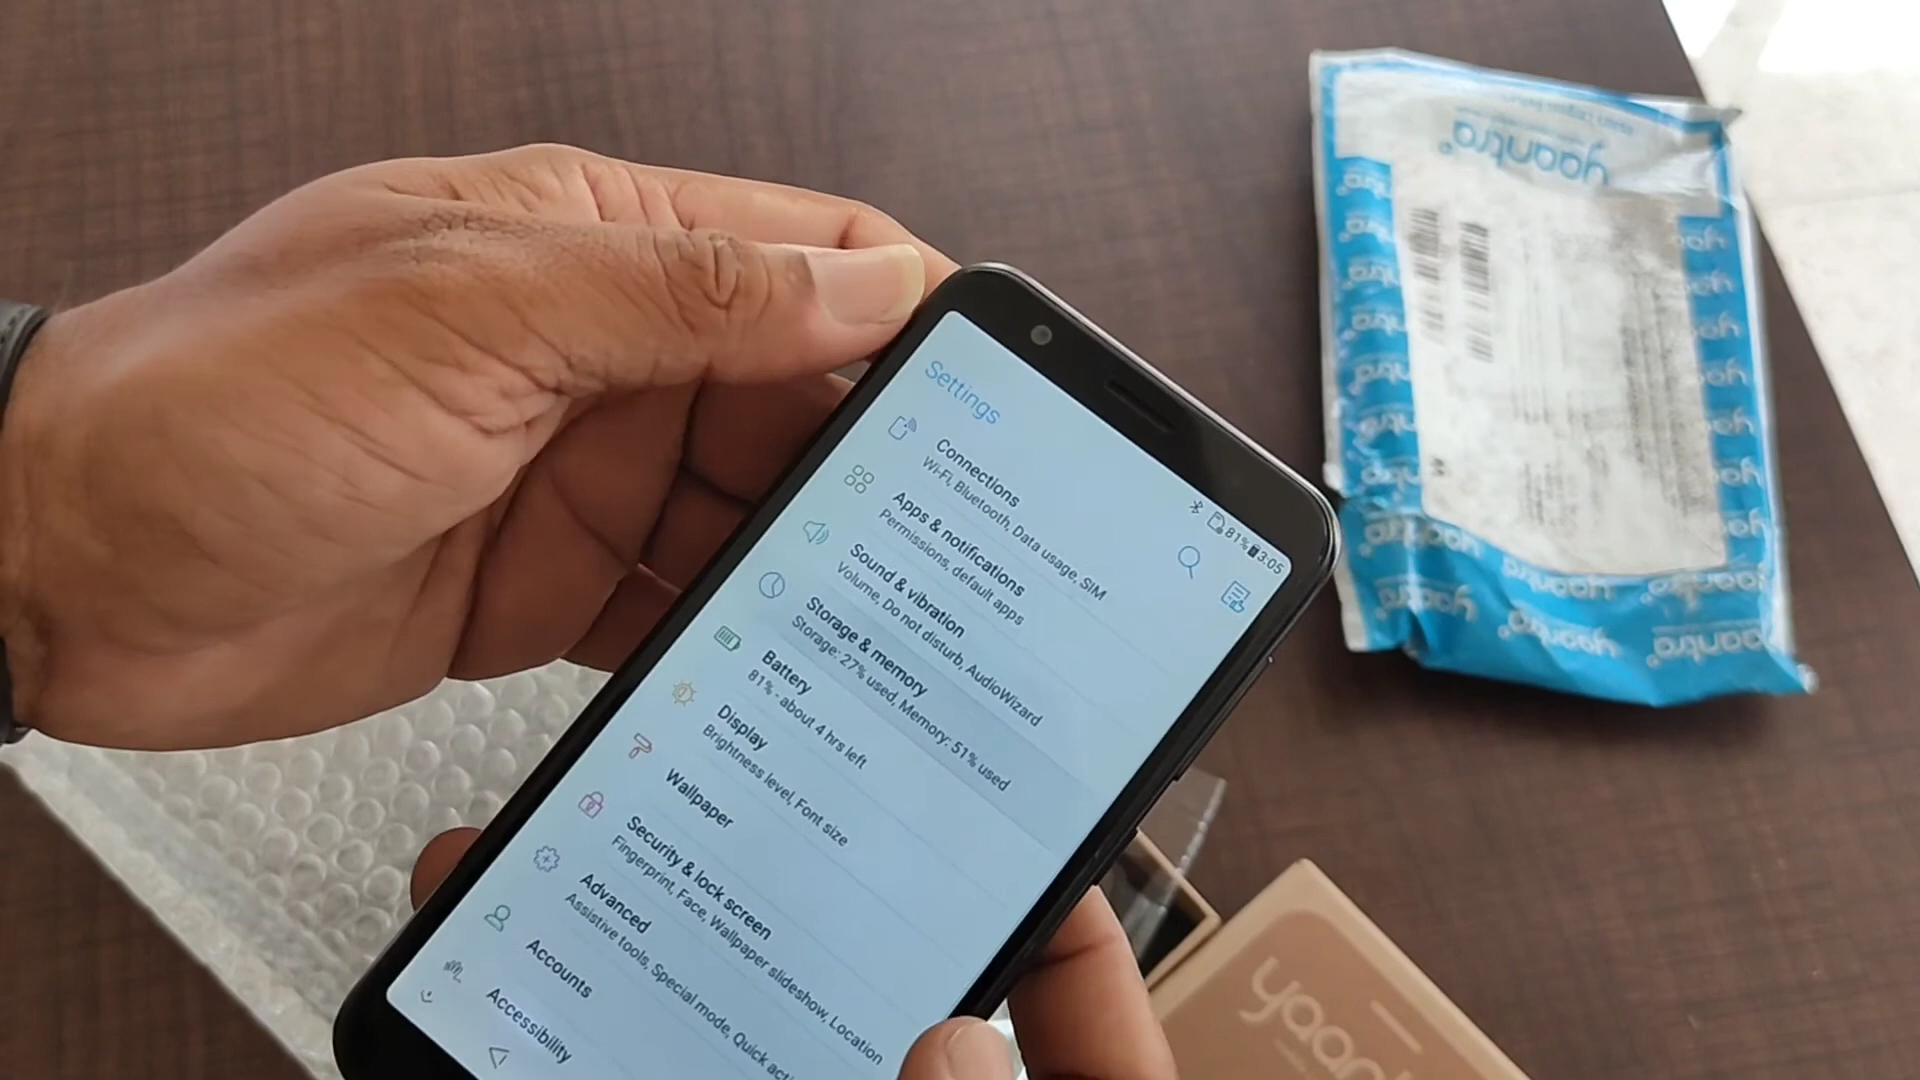 81% 3:05
Settings
Connections
Wi-Fi, Bluetooth, Data usage, SIM
Apps & notifications
Permissions, default apps
Sound & vibration
Volume, Do not disturb, AudioWizard
Storage & memory
Storage: 27% used, Memory: 51% used
Battery
81% - about 4 hrs left
Display
Brightness level, Font size
Wallpaper
Security & lock screen
Fingerprint, Face, Wallpaper slideshow, Location
Advanced
Assistive tools, Special mode, Quick acti
Accounts
Accessibility
yaantra
yaant